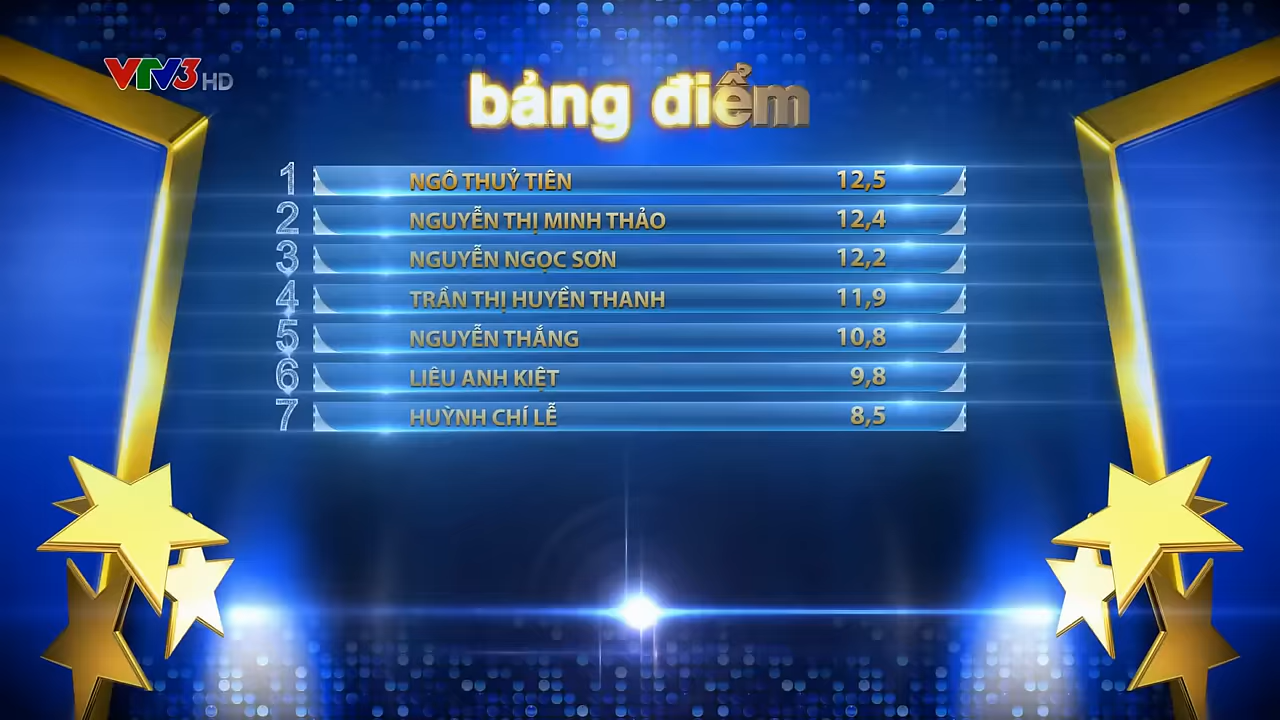 VTV3 HD
bảng điểm
1 NGÔ THUỶ TIÊN 12,5
2 NGUYỄN THỊ MINH THẢO 12,4
3 NGUYỄN NGỌC SƠN 12,2
4 TRẦN THỊ HUYỀN THANH 11,9
5 NGUYỄN THẮNG 10,8
6 LIÊU ANH KIỆT 9,8
7 HUỲNH CHÍ LỄ 8,5